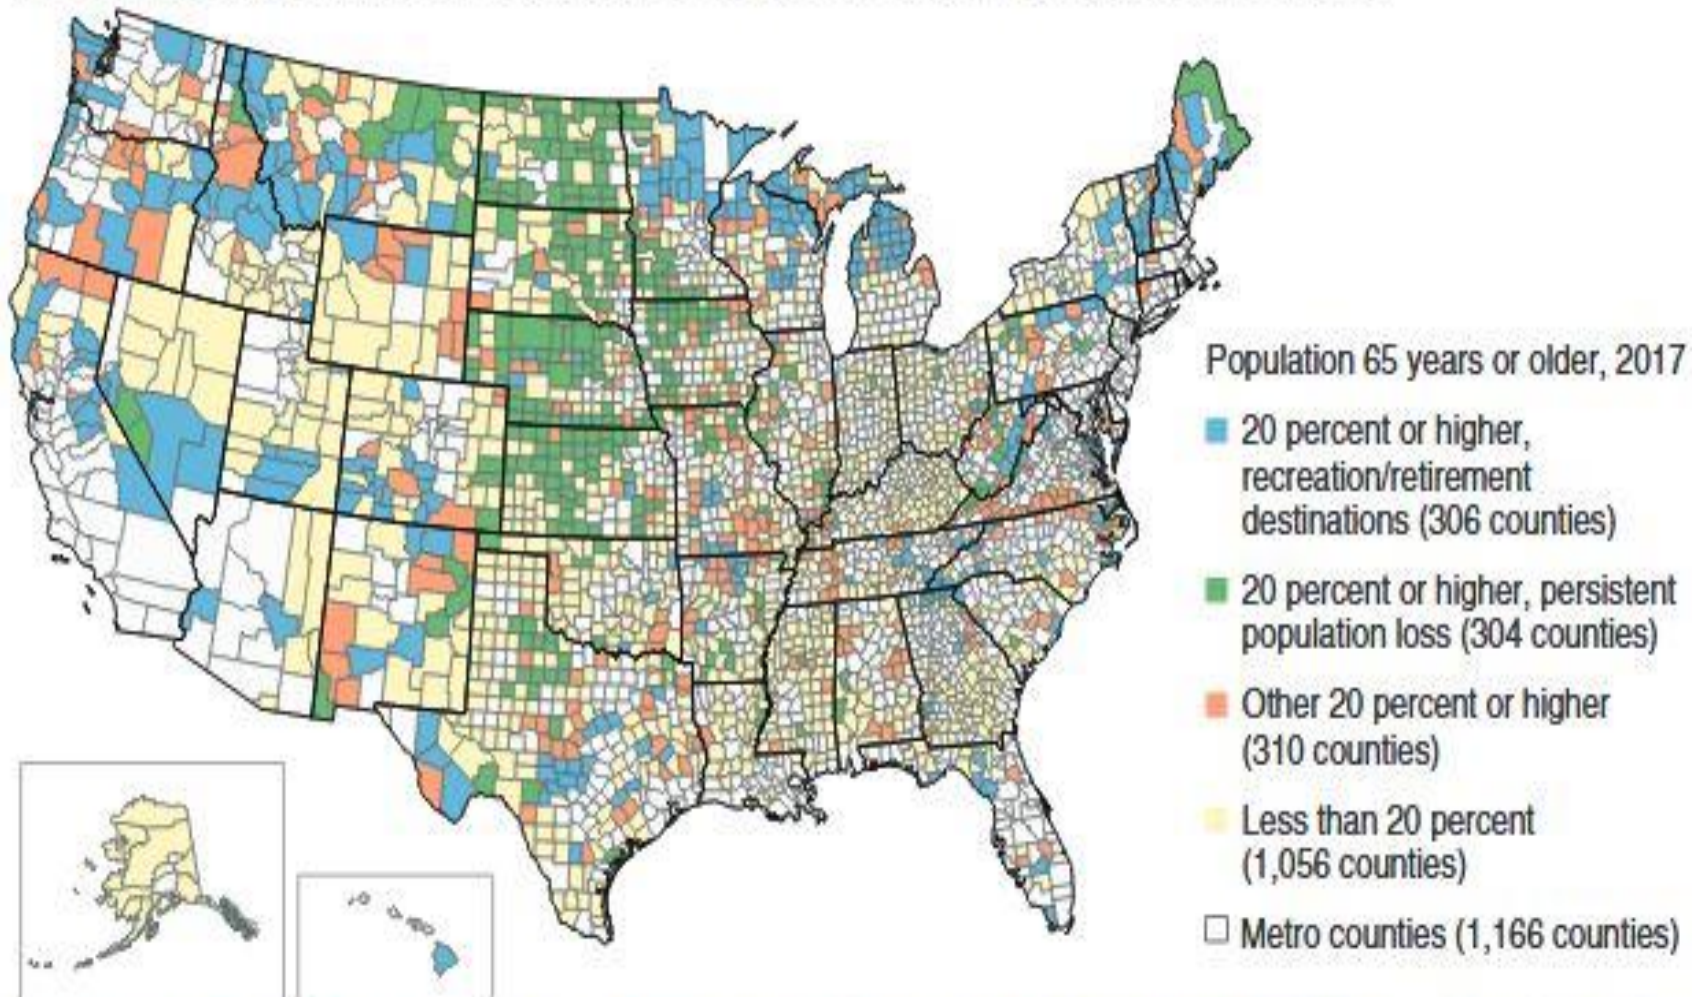 Population 65 years or older, 2017
20 percent or higher,
recreation/retirement
destinations (306 counties)
20 percent or higher, persistent
population loss (304 counties)
Other 20 percent or higher
(310 counties)
Less than 20 percent
(1,056 counties)
Metro counties (1,166 counties)